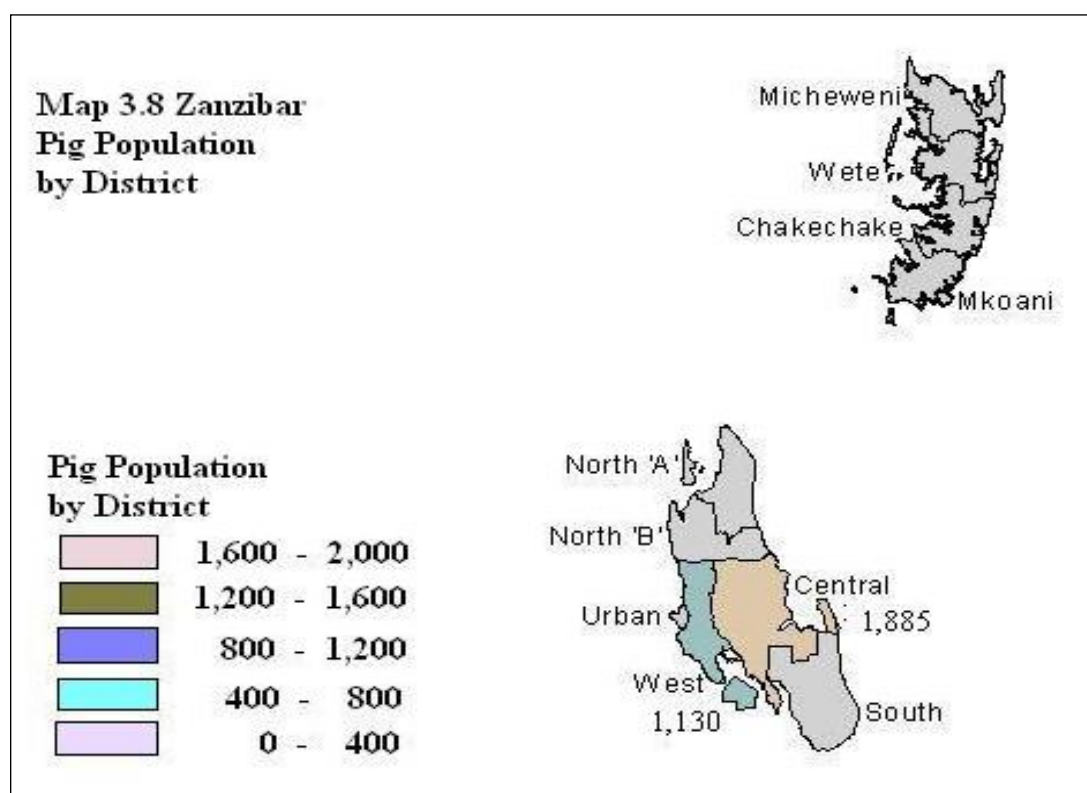 Map 3.8 Zanzibar
Pig Population
by District
Micheweni
Wete
Chakechake
Mkoani
Pig Population
by District
1,600 - 2,000
1,200 - 1,600
800 - 1,200
400 - 800
0 - 400
North 'A'
North 'B'
Central
1,885
Urban
West
1,130
South